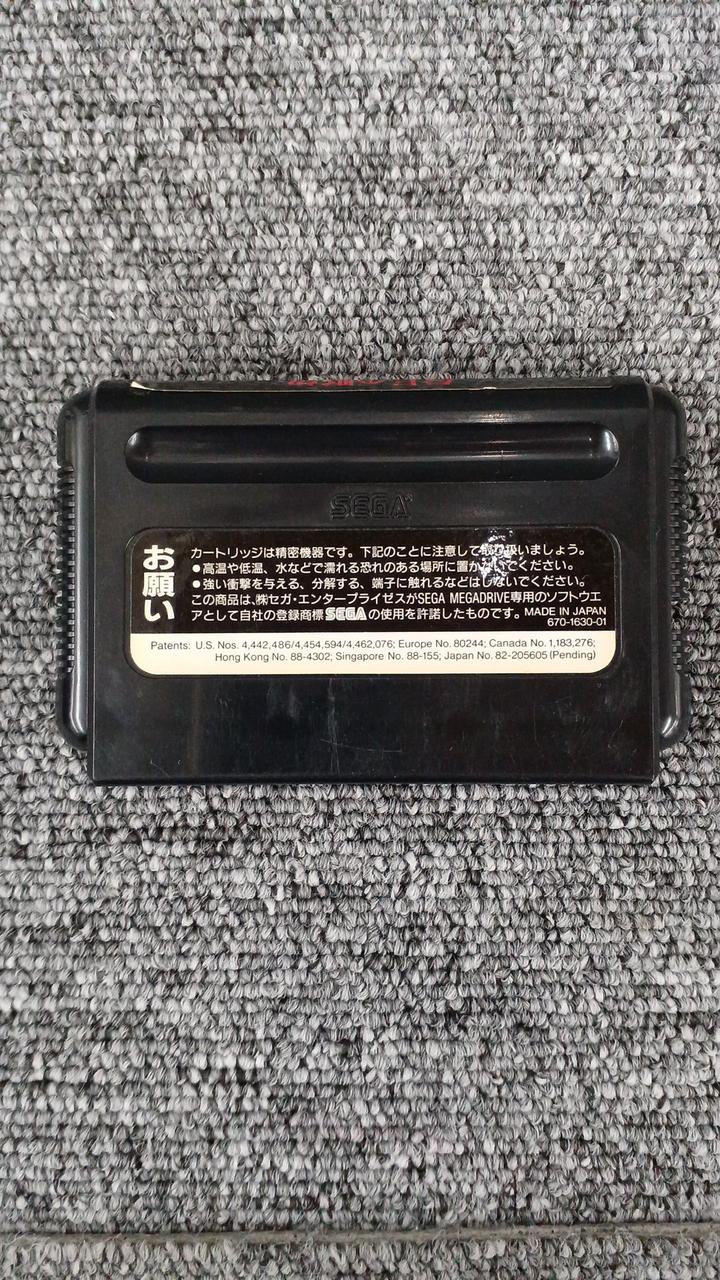 SEGA
お願い
カートリッジは精密機器です。下記のことに注意して取り扱いましょう。
●高温や低温、水などで濡れる恐れのある場所に置かないでください。
●強い衝撃を与える、分解する、端子に触れるなどはしないでください。
この商品は、㈱セガ・エンタープライゼスがSEGA MEGADRIVE専用のソフトウエ
アとして自社の登録商標SEGAの使用を許諾したものです。MADE IN JAPAN
670-1630-01
Patents: U.S. Nos. 4,442,486/4,454,594/4,462,076; Europe No. 80244; Canada No. 1,183,276;
Hong Kong No. 88-4302; Singapore No. 88-155; Japan No. 82-205605 (Pending)